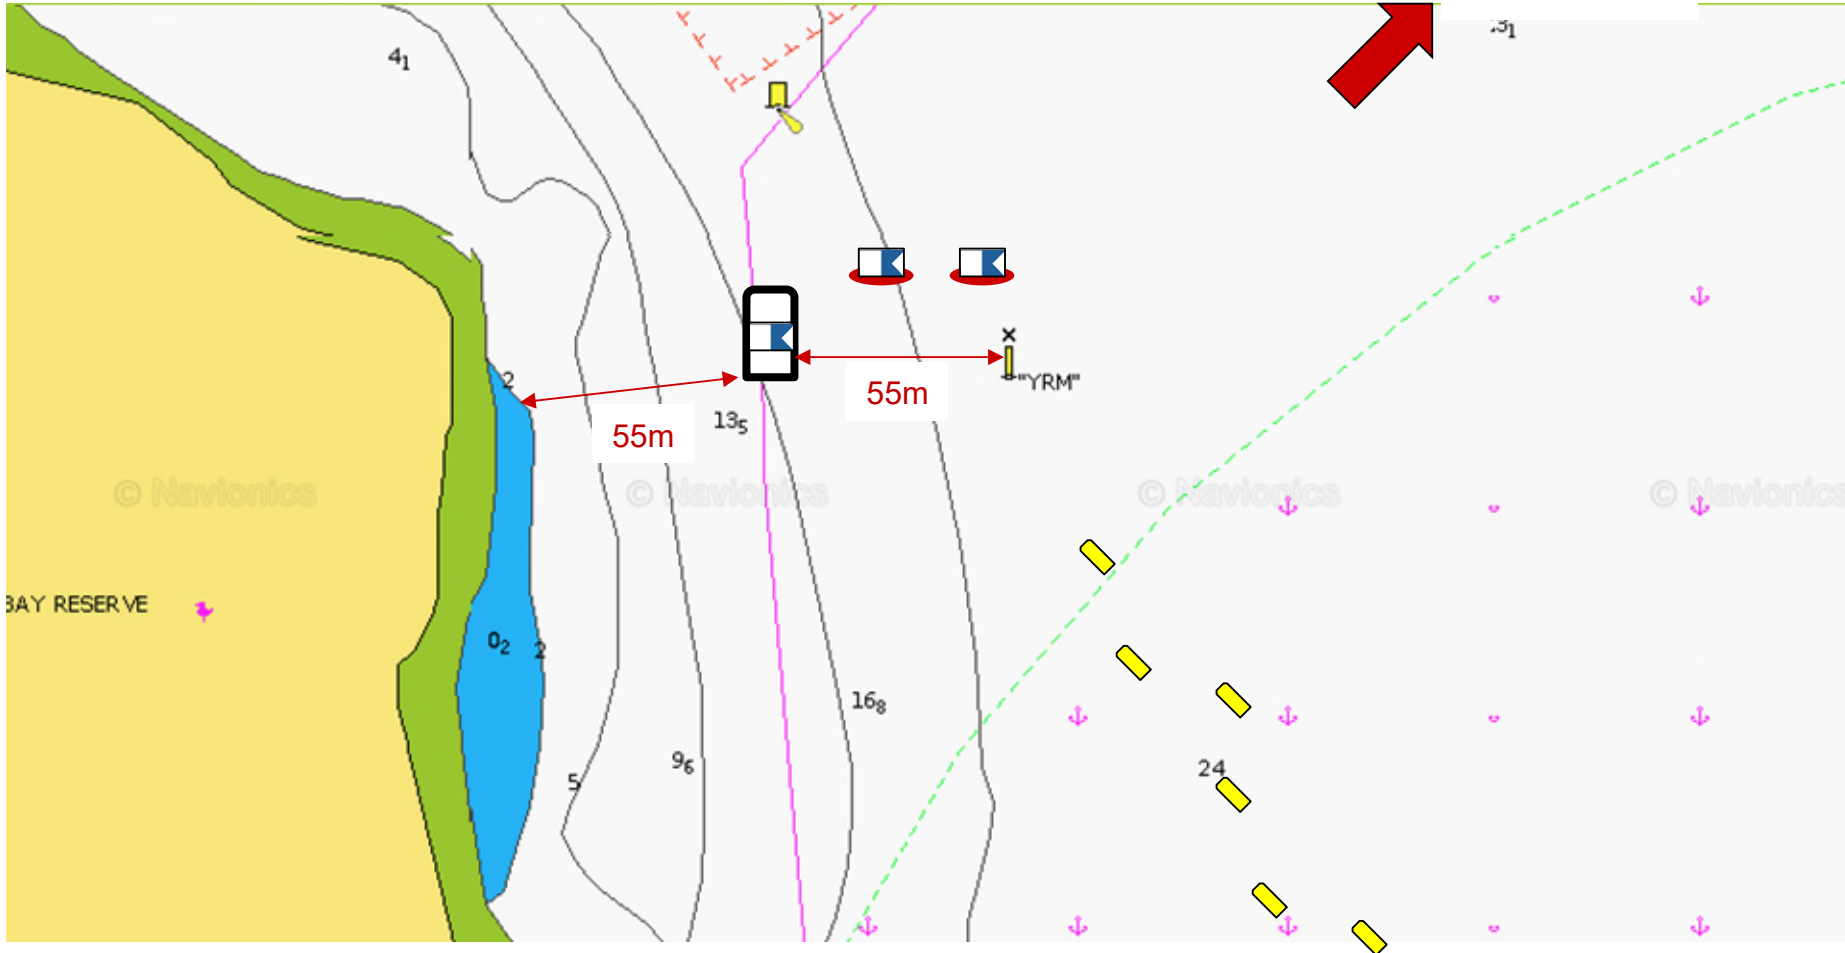 4₁
"YRM"
2
55m
13₅
55m
© Navionics © Navionics © Navionics © Navionics
BAY RESERVE
0₂ 2
16₈
9₆
24
5